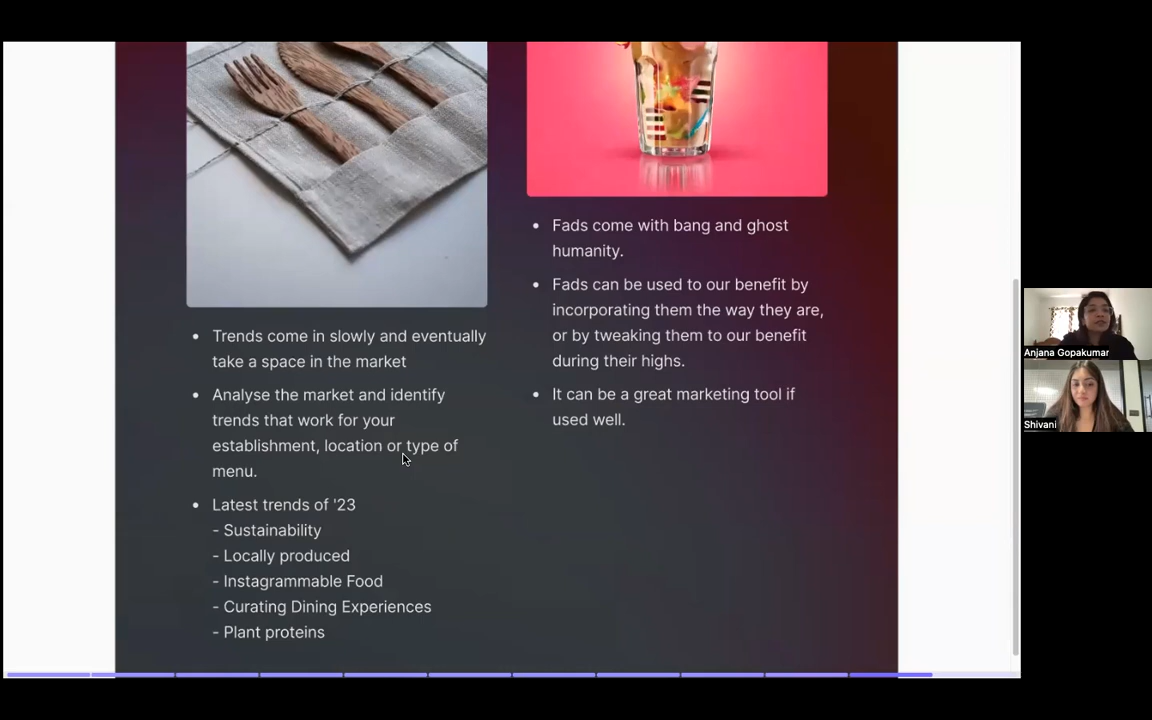 Trends come in slowly and eventually
take a space in the market
Analyse the market and identify
trends that work for your
establishment, location or type of
menu.
Latest trends of '23
- Sustainability
- Locally produced
- Instagrammable Food
- Curating Dining Experiences
- Plant proteins
Fads come with bang and ghost
humanity.
Fads can be used to our benefit by
incorporating them the way they are,
or by tweaking them to our benefit
during their highs.
It can be a great marketing tool if
used well.
Anjana Gopakumar
Shivani